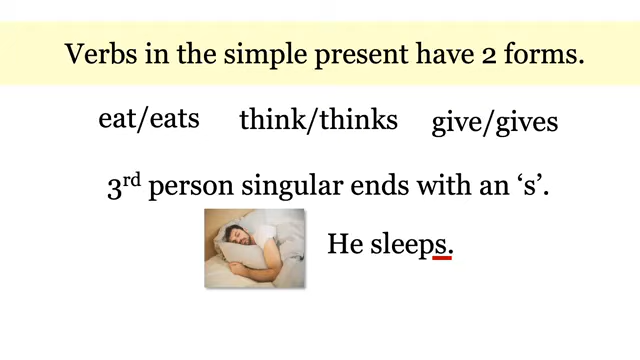 Verbs in the simple present have 2 forms.
eat/eats think/thinks give/gives
3rd person singular ends with an ‘s’.
He sleeps.